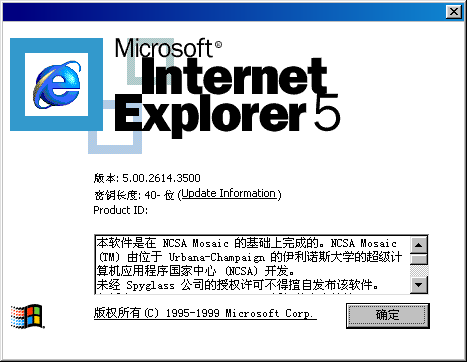 Microsoft®
Internet
Explorer 5
版本: 5.00.2614.3500
密钥长度: 40-位 (Update Information)
Product ID:
本软件是在 NCSA Mosaic 的基础上完成的。NCSA Mosaic
(TM) 由位于 Urbana-Champaign 的伊利诺斯大学的超级计
算机应用程序国家中心 (NCSA) 开发。
未经 Spyglass 公司的授权许可不得擅自发布该软件。
版权所有(C) 1995-1999 Microsoft Corp.
确定